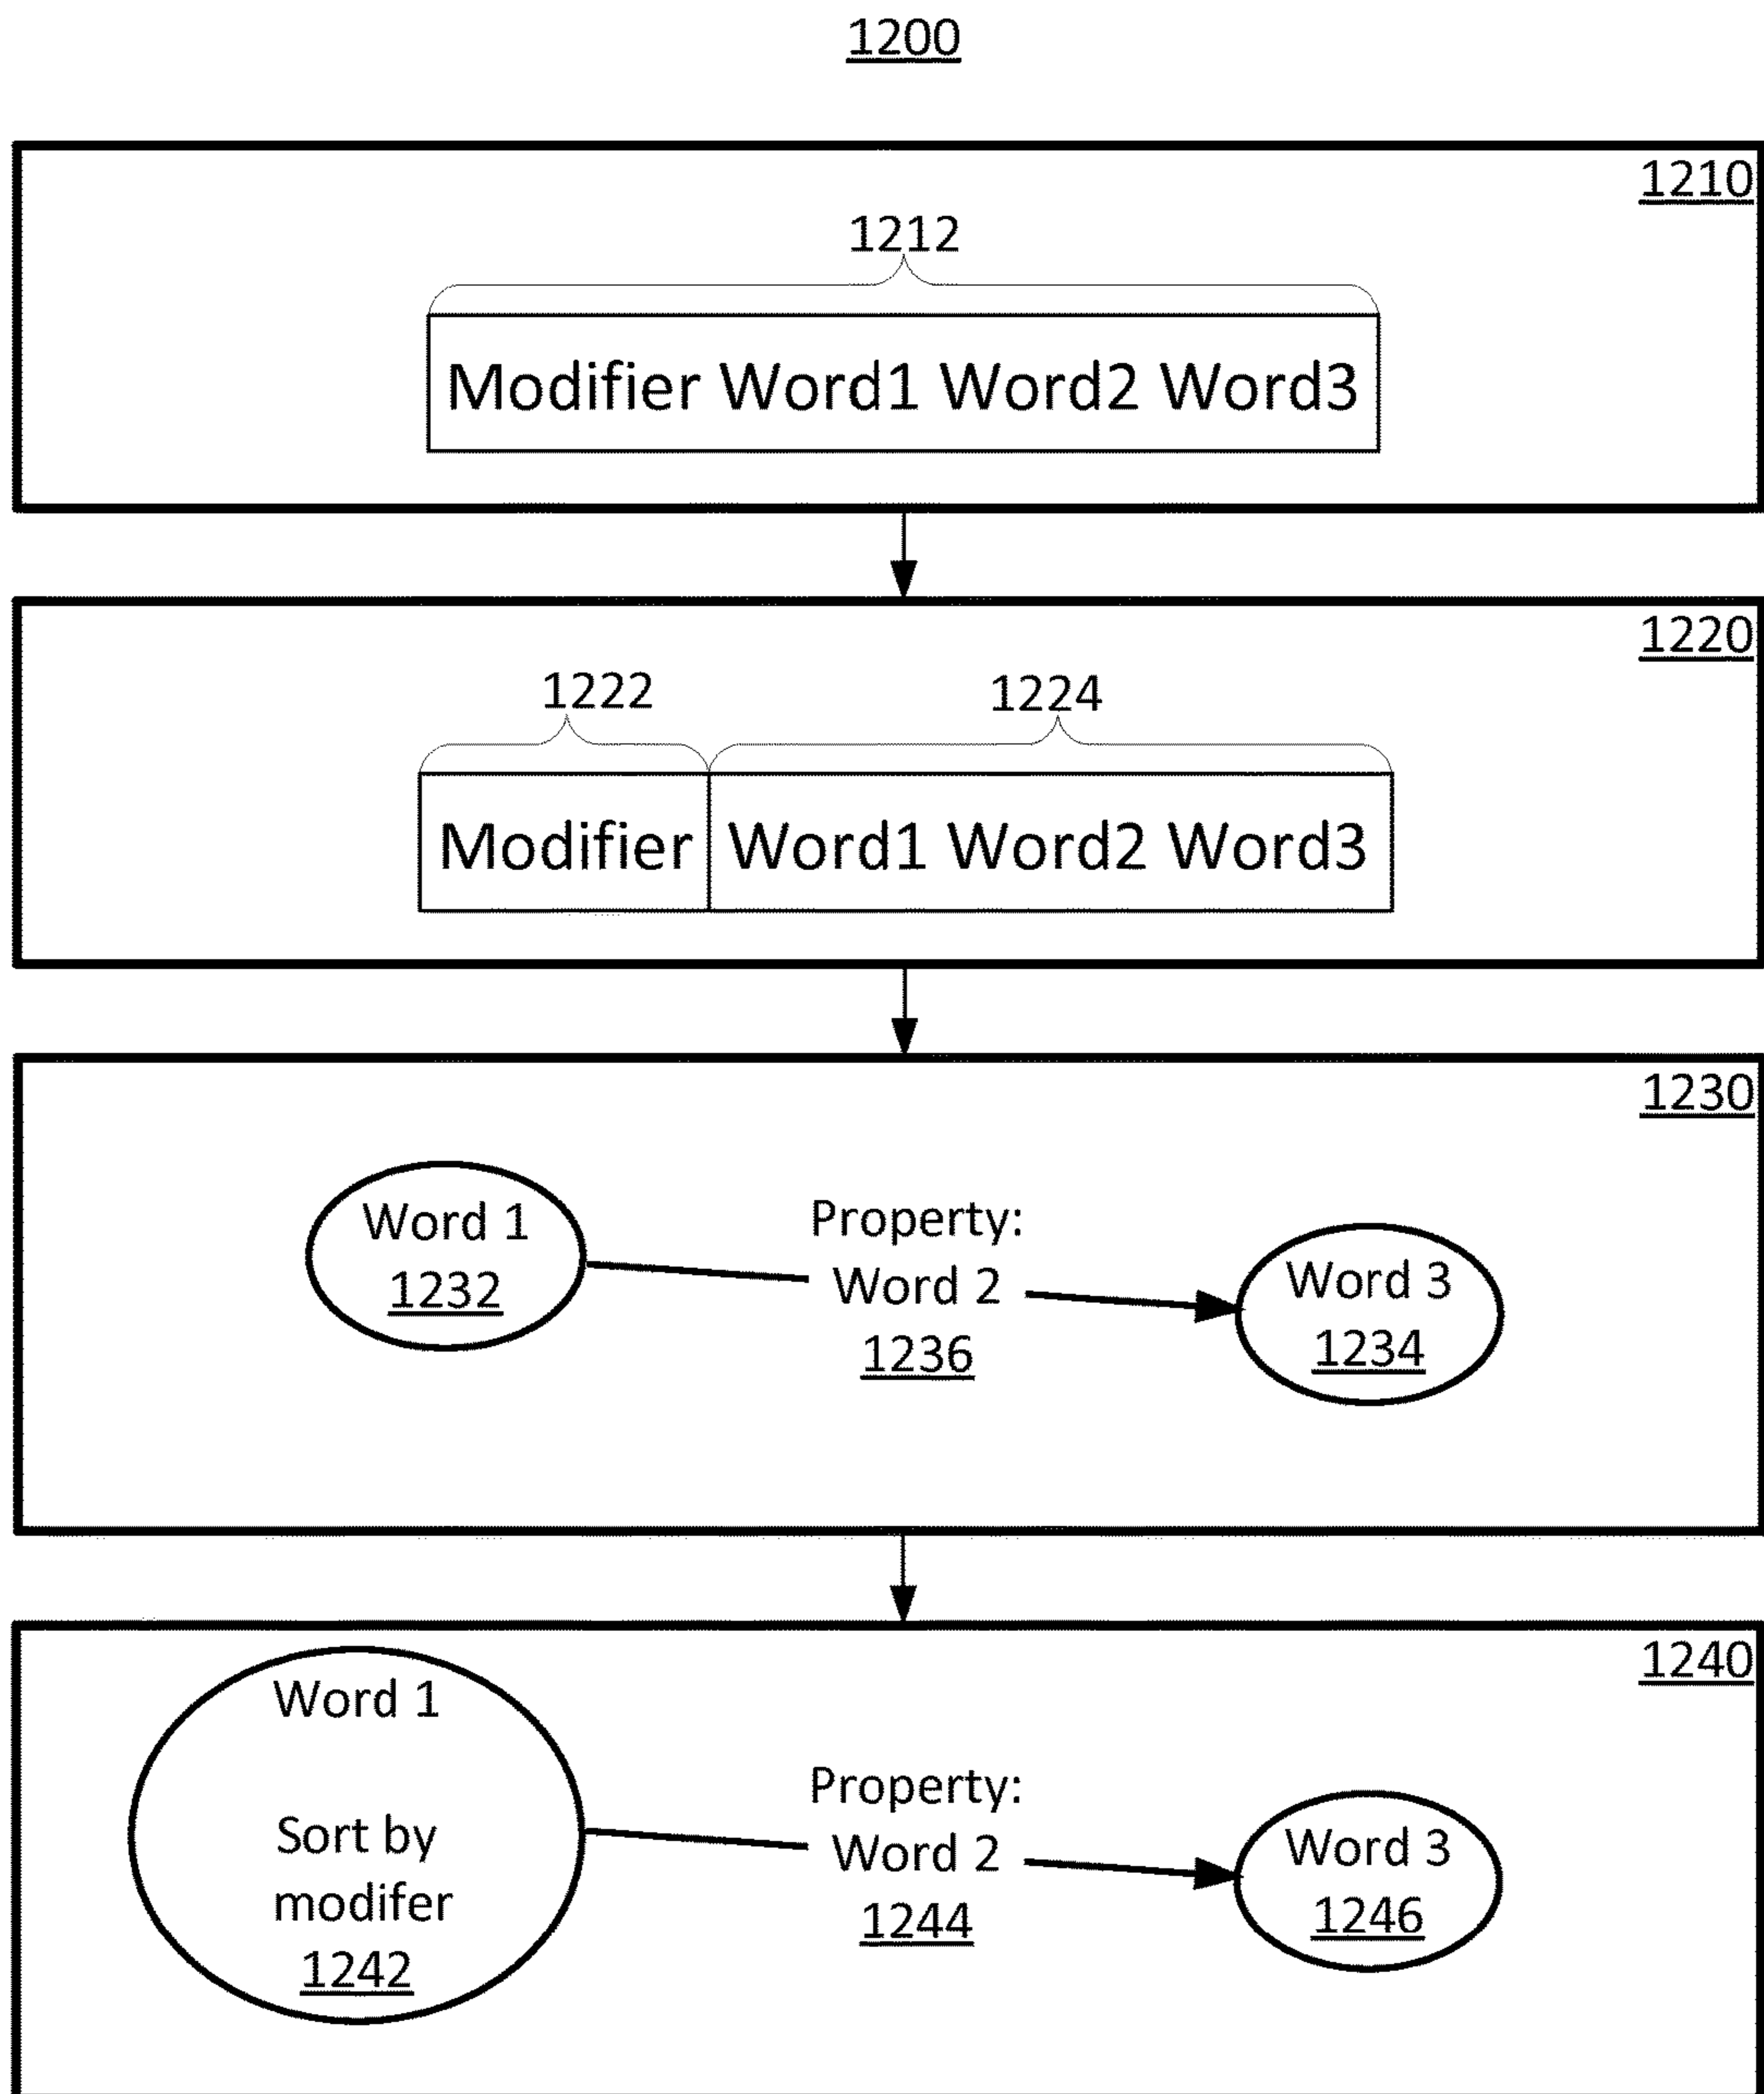 1200
1210
1212
Modifier Word1 Word2 Word3
1220
1222 1224
Modifier Word1 Word2 Word3
1230
Word 1
1232
Property:
Word 2
1236
Word 3
1234
1240
Word 1
Sort by
modifer
1242
Property:
Word 2
1244
Word 3
1246